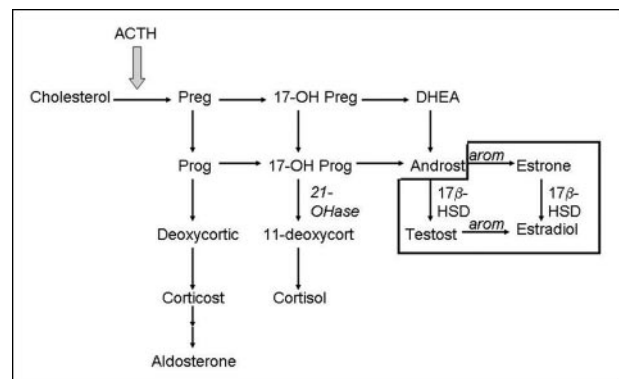 ACTH
Cholesterol Preg 17-OH Preg DHEA
Prog 17-OH Prog Androst arom Estrone
21-
OHase
17β-
HSD
17β-
HSD
Deoxycortic 11-deoxycort Testost arom Estradiol
Corticost Cortisol
Aldosterone